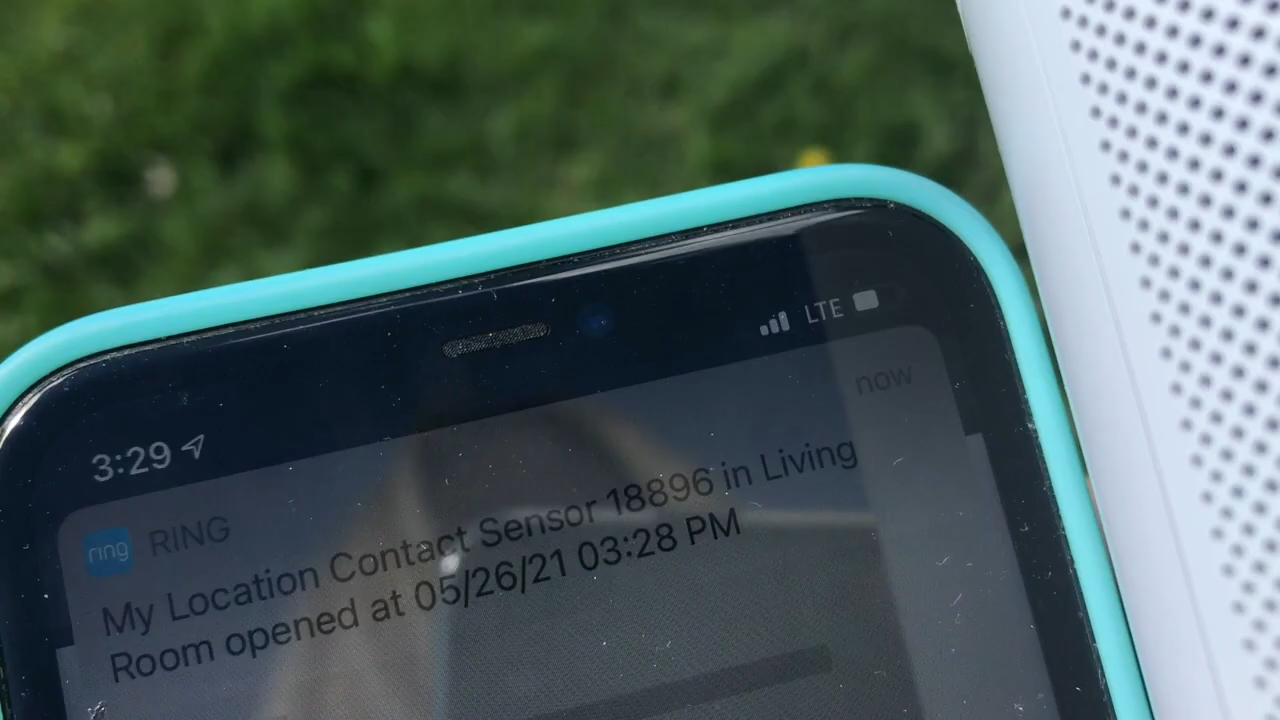 3:29 LTE
now
ring RING
My Location Contact Sensor 18896 in Living
Room opened at 05/26/21 03:28 PM